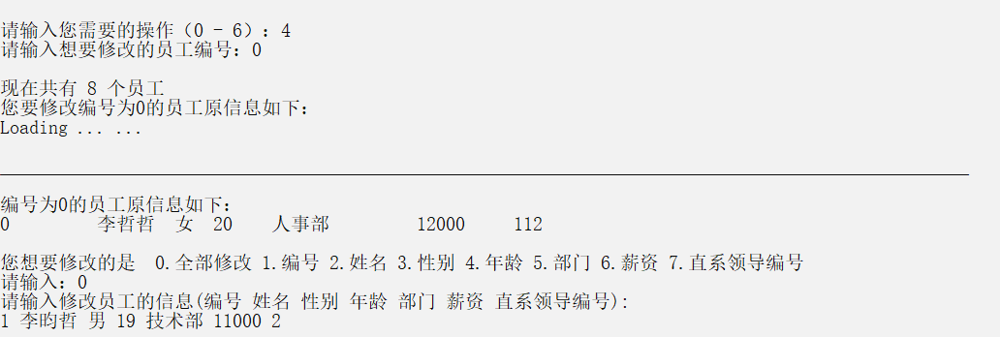 请输入您需要的操作（0 - 6）：4
请输入想要修改的员工编号：0
现在共有 8 个员工
您要修改编号为0的员工原信息如下：
Loading ... ...
编号为0的员工原信息如下：
0 李哲哲 女 20 人事部 12000 112
您想要修改的是 0.全部修改 1.编号 2.姓名 3.性别 4.年龄 5.部门 6.薪资 7.直系领导编号
请输入：0
请输入修改员工的信息(编号 姓名 性别 年龄 部门 薪资 直系领导编号)：
1 李昀哲 男 19 技术部 11000 2